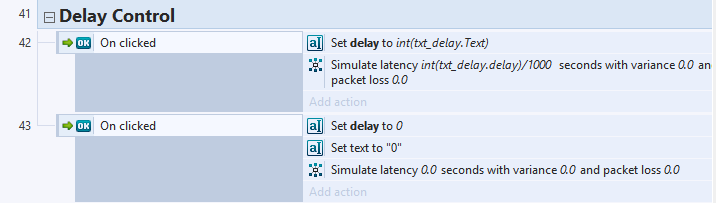 41 Delay Control
42 OK On clicked
Set delay to int(txt_delay.Text)
Simulate latency int(txt_delay.delay)/1000 seconds with variance 0.0 an
packet loss 0.0
Add action
43 OK On clicked
Set delay to 0
Set text to "0"
Simulate latency 0.0 seconds with variance 0.0 and packet loss 0.0
Add action